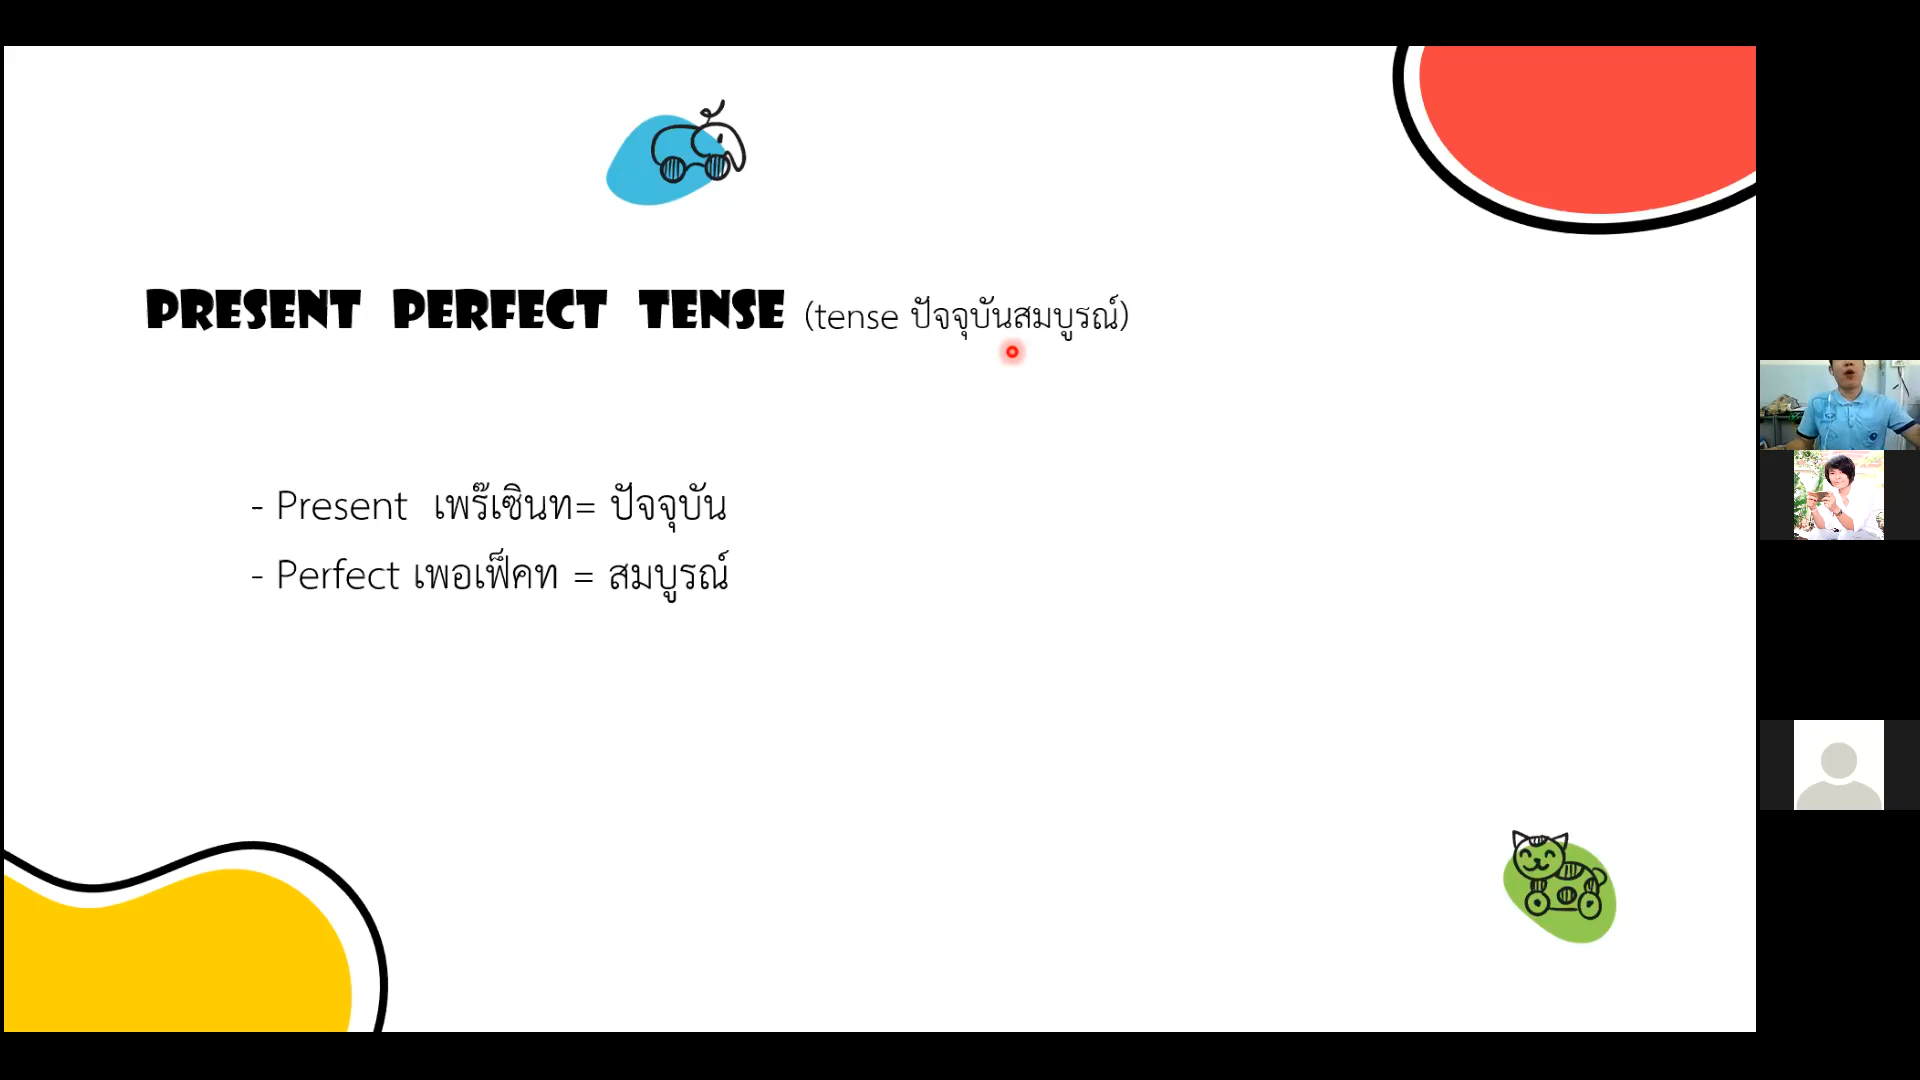 PRESENT PERFECT TENSE (tense ปัจจุบันสมบูรณ์)
- Present เพร๊เซินท= ปัจจุบัน
- Perfect เพอเฟ็คท = สมบูรณ์